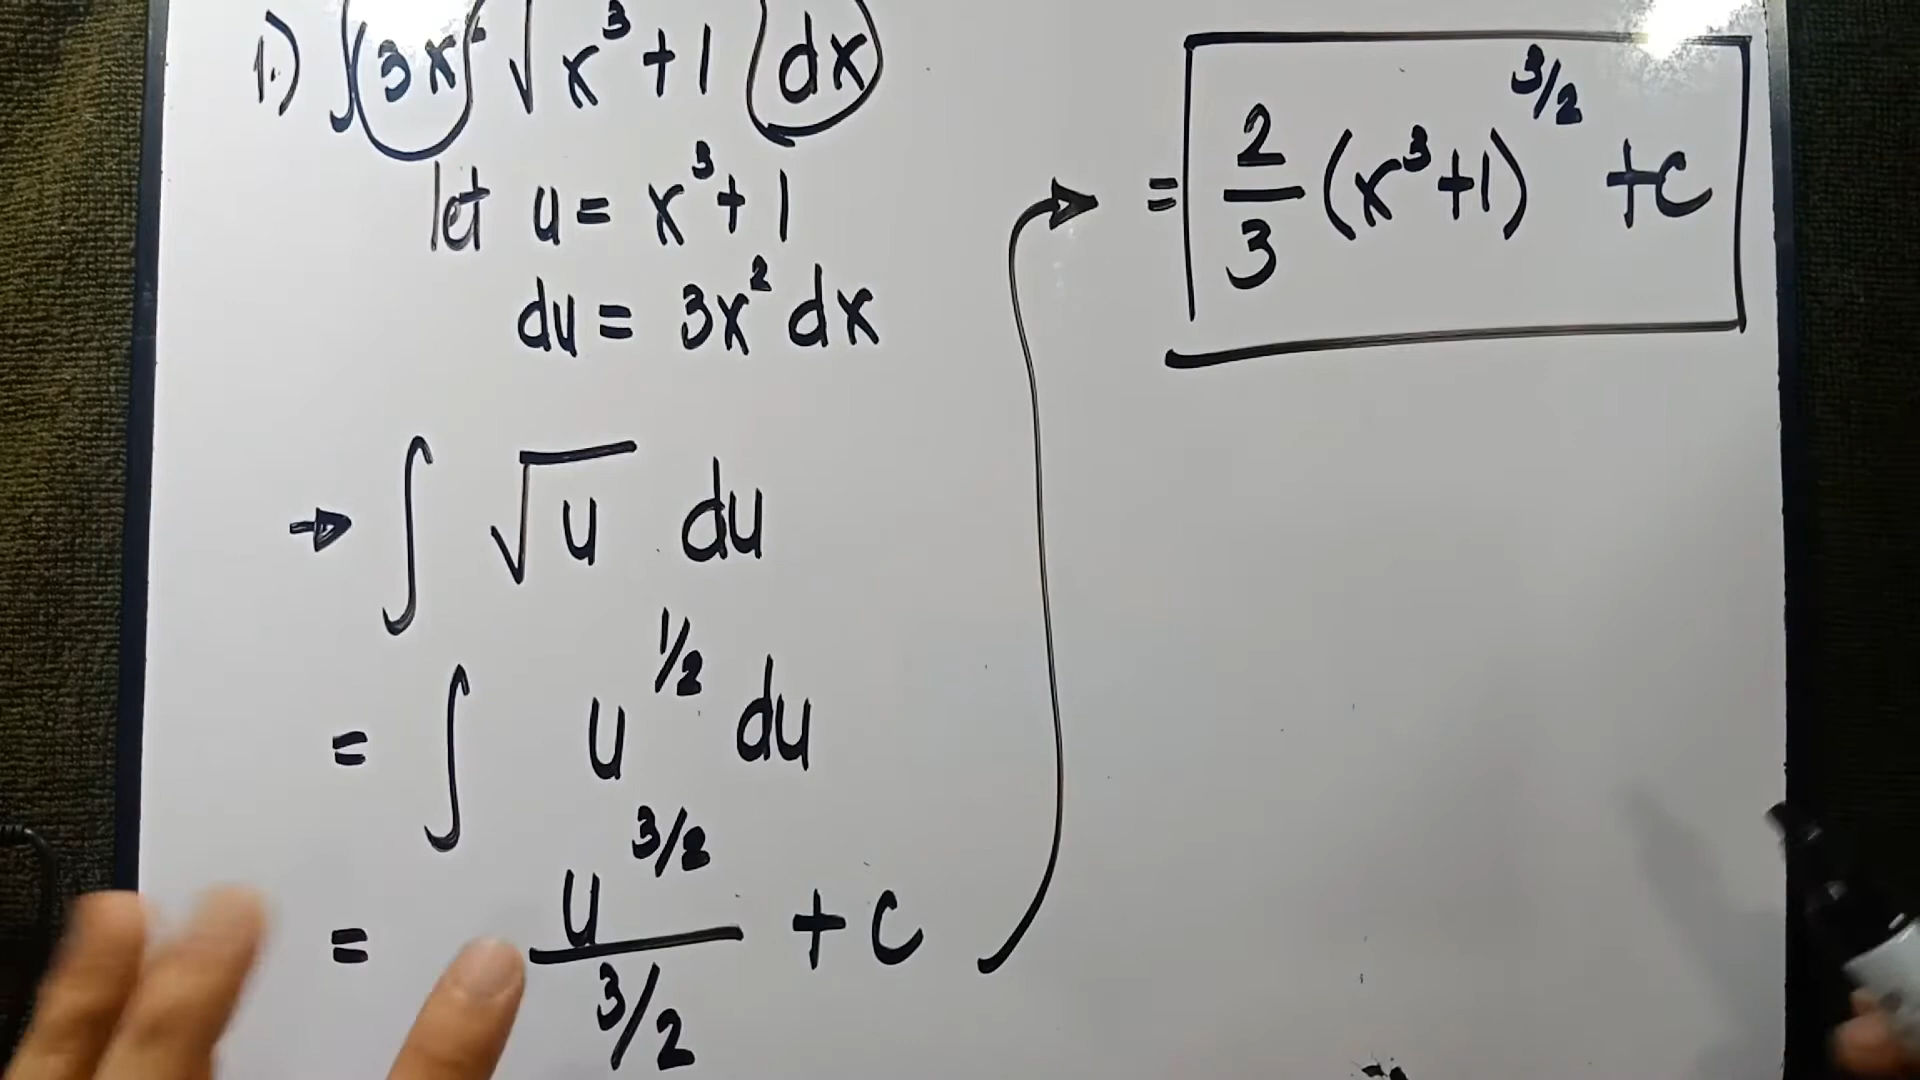 1.) ∫ 3x² √x³+1 dx
let u = x³+1
du = 3x² dx
→ ∫ √u du
= ∫ u^1/2 du
= u^3/2 / 3/2 + C
= 2/3 (x³+1)^3/2 + C